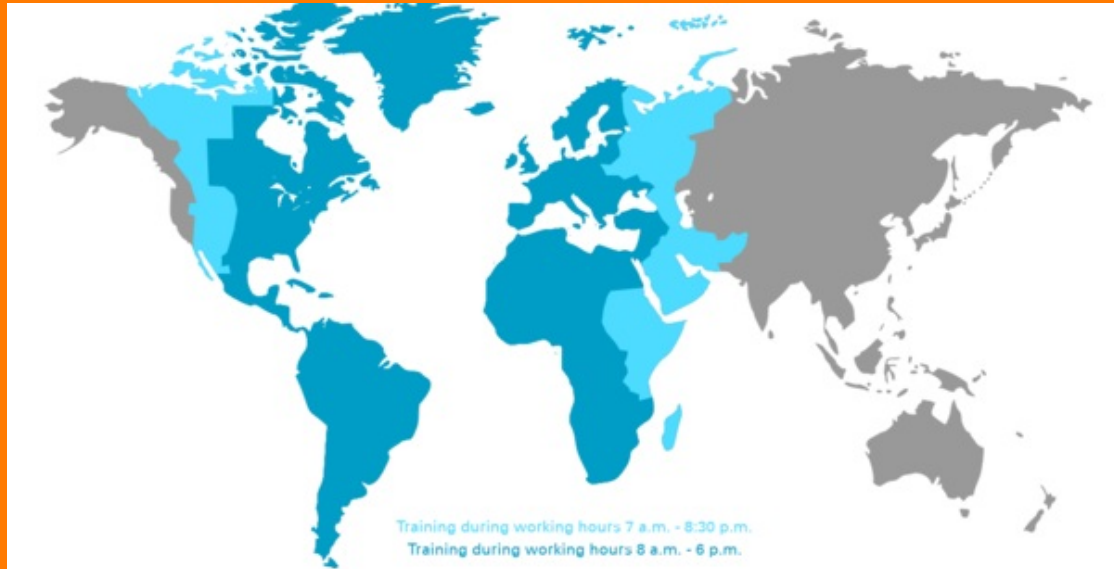 Training during working hours 7 a.m. - 8:30 p.m.
Training during working hours 8 a.m. - 6 p.m.